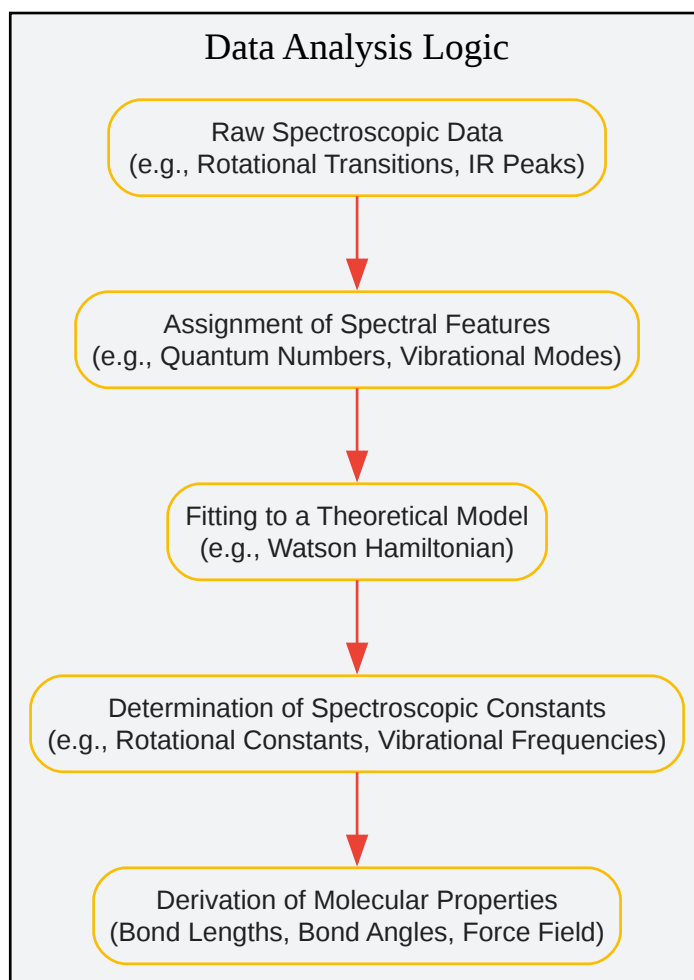 Data Analysis Logic
Raw Spectroscopic Data
(e.g., Rotational Transitions, IR Peaks)
Assignment of Spectral Features
(e.g., Quantum Numbers, Vibrational Modes)
Fitting to a Theoretical Model
(e.g., Watson Hamiltonian)
Determination of Spectroscopic Constants
(e.g., Rotational Constants, Vibrational Frequencies)
Derivation of Molecular Properties
(Bond Lengths, Bond Angles, Force Field)